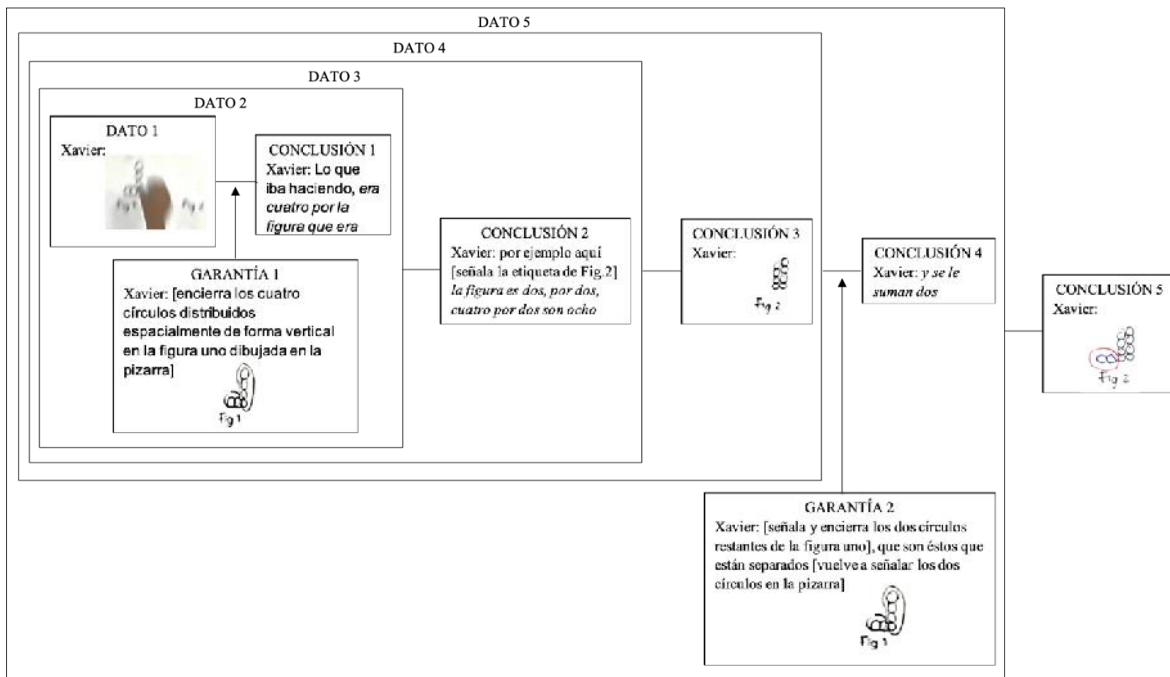 DATO 5
DATO 4
DATO 3
DATO 2
DATO 1
Xavier:
Fig 1
Fig 2
CONCLUSIÓN 1
Xavier: Lo que
iba haciendo, era
cuatro por la
figura que era
GARANTÍA 1
Xavier: [encierra los cuatro
círculos distribuidos
espacialmente de forma vertical
en la figura uno dibujada en la
pizarra]
Fig 1
CONCLUSIÓN 2
Xavier: por ejemplo aquí
[señala la etiqueta de Fig.2]
la figura es dos, por dos,
cuatro por dos son ocho
CONCLUSIÓN 3
Xavier:
Fig 2
CONCLUSIÓN 4
Xavier: y se le
suman dos
GARANTÍA 2
Xavier: [señala y encierra los dos círculos
restantes de la figura uno], que son éstos que
están separados [vuelve a señalar los dos
círculos en la pizarra]
Fig 1
CONCLUSIÓN 5
Xavier:
Fig 2